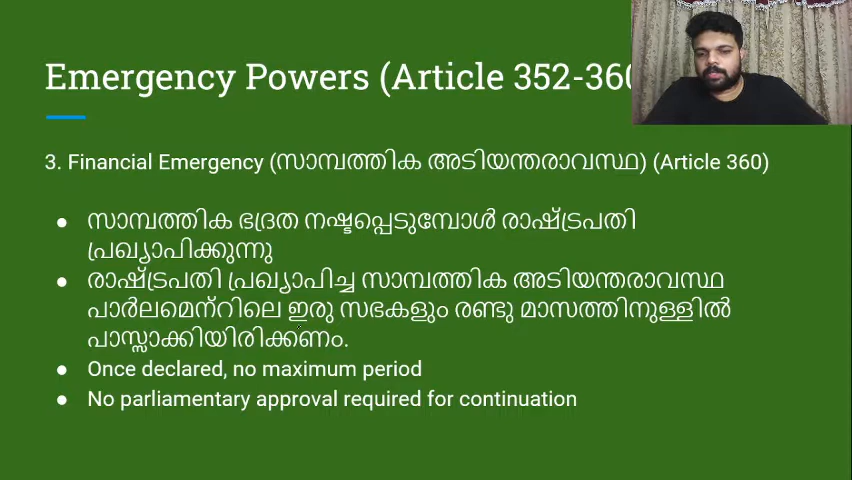 Emergency Powers (Article 352-360
3. Financial Emergency (സാമ്പത്തിക അടിയന്തരാവസ്ഥ) (Article 360)
● സാമ്പത്തിക ഭദ്രത നഷ്ടപ്പെടുമ്പോൾ രാഷ്ട്രപതി
പ്രഖ്യാപിക്കുന്നു
● രാഷ്ട്രപതി പ്രഖ്യാപിച്ച സാമ്പത്തിക അടിയന്തരാവസ്ഥ
പാർലമെന്റിലെ ഇരു സഭകളും രണ്ടു മാസത്തിനുള്ളിൽ
പാസ്സാക്കിയിരിക്കണം.
● Once declared, no maximum period
● No parliamentary approval required for continuation